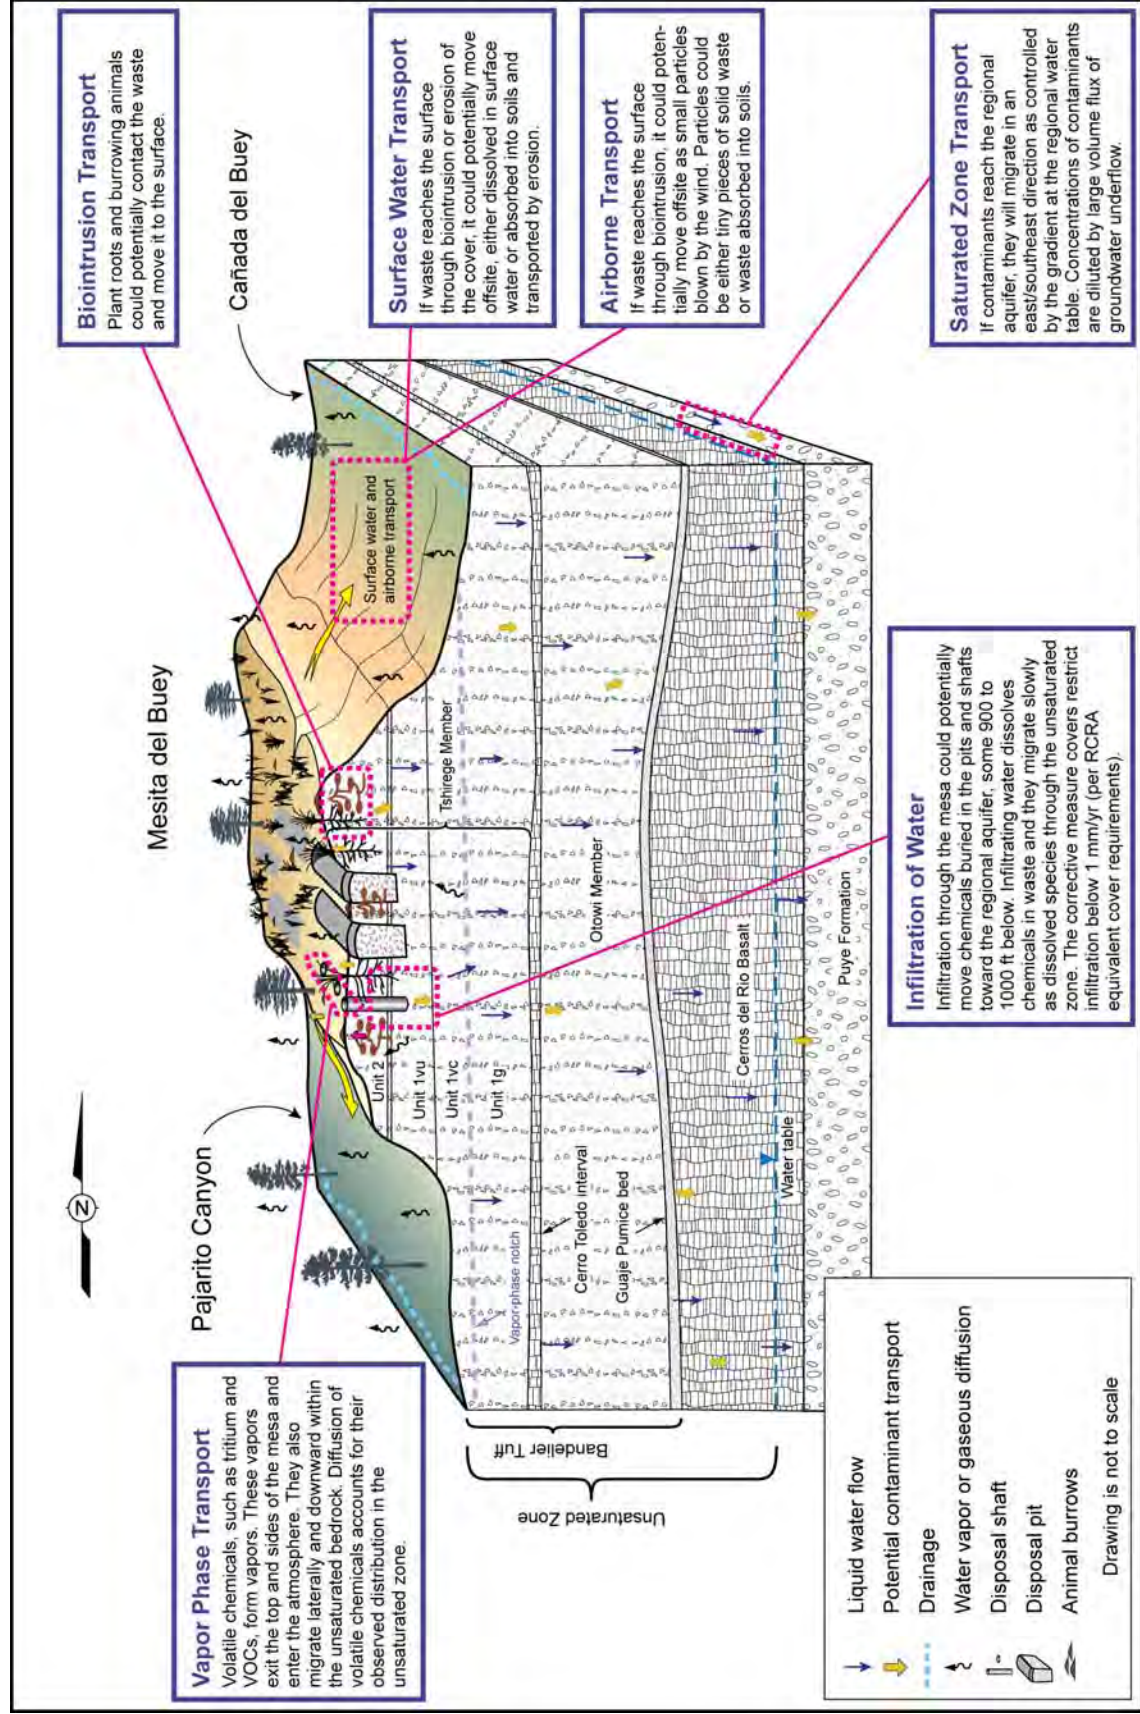 Pajarito Canyon
Mesita del Buey
Cañada del Buey
N
Vapor Phase Transport
Volatile chemicals, such as tritium and
VOCs, form vapors. These vapors
exit the top and sides of the mesa and
enter the atmosphere. They also
migrate laterally and downward within
the unsaturated bedrock. Diffusion of
volatile chemicals accounts for their
observed distribution in the
unsaturated zone.
Biointrusion Transport
Plant roots and burrowing animals
could potentially contact the waste
and move it to the surface.
Surface Water Transport
If waste reaches the surface
through biointrusion or erosion of
the cover, it could potentially move
offsite, either dissolved in surface
water or absorbed into soils and
transported by erosion.
Airborne Transport
If waste reaches the surface
through biointrusion, it could poten-
tially move offsite as small particles
blown by the wind. Particles could
be either tiny pieces of solid waste
or waste absorbed into soils.
Saturated Zone Transport
If contaminants reach the regional
aquifer, they will migrate in an
east/southeast direction as controlled
by the gradient at the regional water
table. Concentrations of contaminants
are diluted by large volume flux of
groundwater underflow.
Infiltration of Water
Infiltration through the mesa could potentially
move chemicals buried in the pits and shafts
toward the regional aquifer, some 900 to
1000 ft below. Infiltrating water dissolves
chemicals in waste and they migrate slowly
as dissolved species through the unsaturated
zone. The corrective measure covers restrict
infiltration below 1 mm/yr (per RCRA
equivalent cover requirements).
Surface water and
airborne transport
Unit 2
Unit 1vu
Unit 1vc
Unit 1g
Tshirege Member
Vapor-phase notch
Cerro Toledo interval
Otowi Member
Guaje Pumice bed
Cerros del Rio Basalt
Water table
Puye Formation
Bandelier Tuff
Unsaturated Zone
Liquid water flow
Potential contaminant transport
Drainage
Water vapor or gaseous diffusion
Disposal shaft
Disposal pit
Animal burrows
Drawing is not to scale